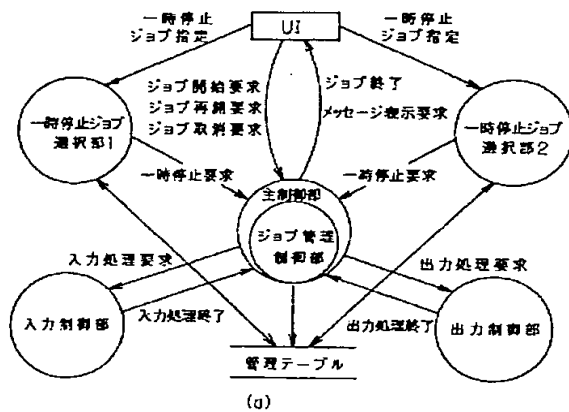 一時停止
ジョブ指定
UI
一時停止
ジョブ指定
ジョブ開始要求
ジョブ再開要求
ジョブ取消要求
ジョブ終了
メッセージ表示要求
一時停止ジョブ
選択部1
一時停止ジョブ
選択部2
一時停止要求
一時停止要求
主制御部
ジョブ管理
制御部
入力処理要求
出力処理要求
入力制御部
入力処理終了
出力処理終了
出力制御部
管理テーブル
(a)